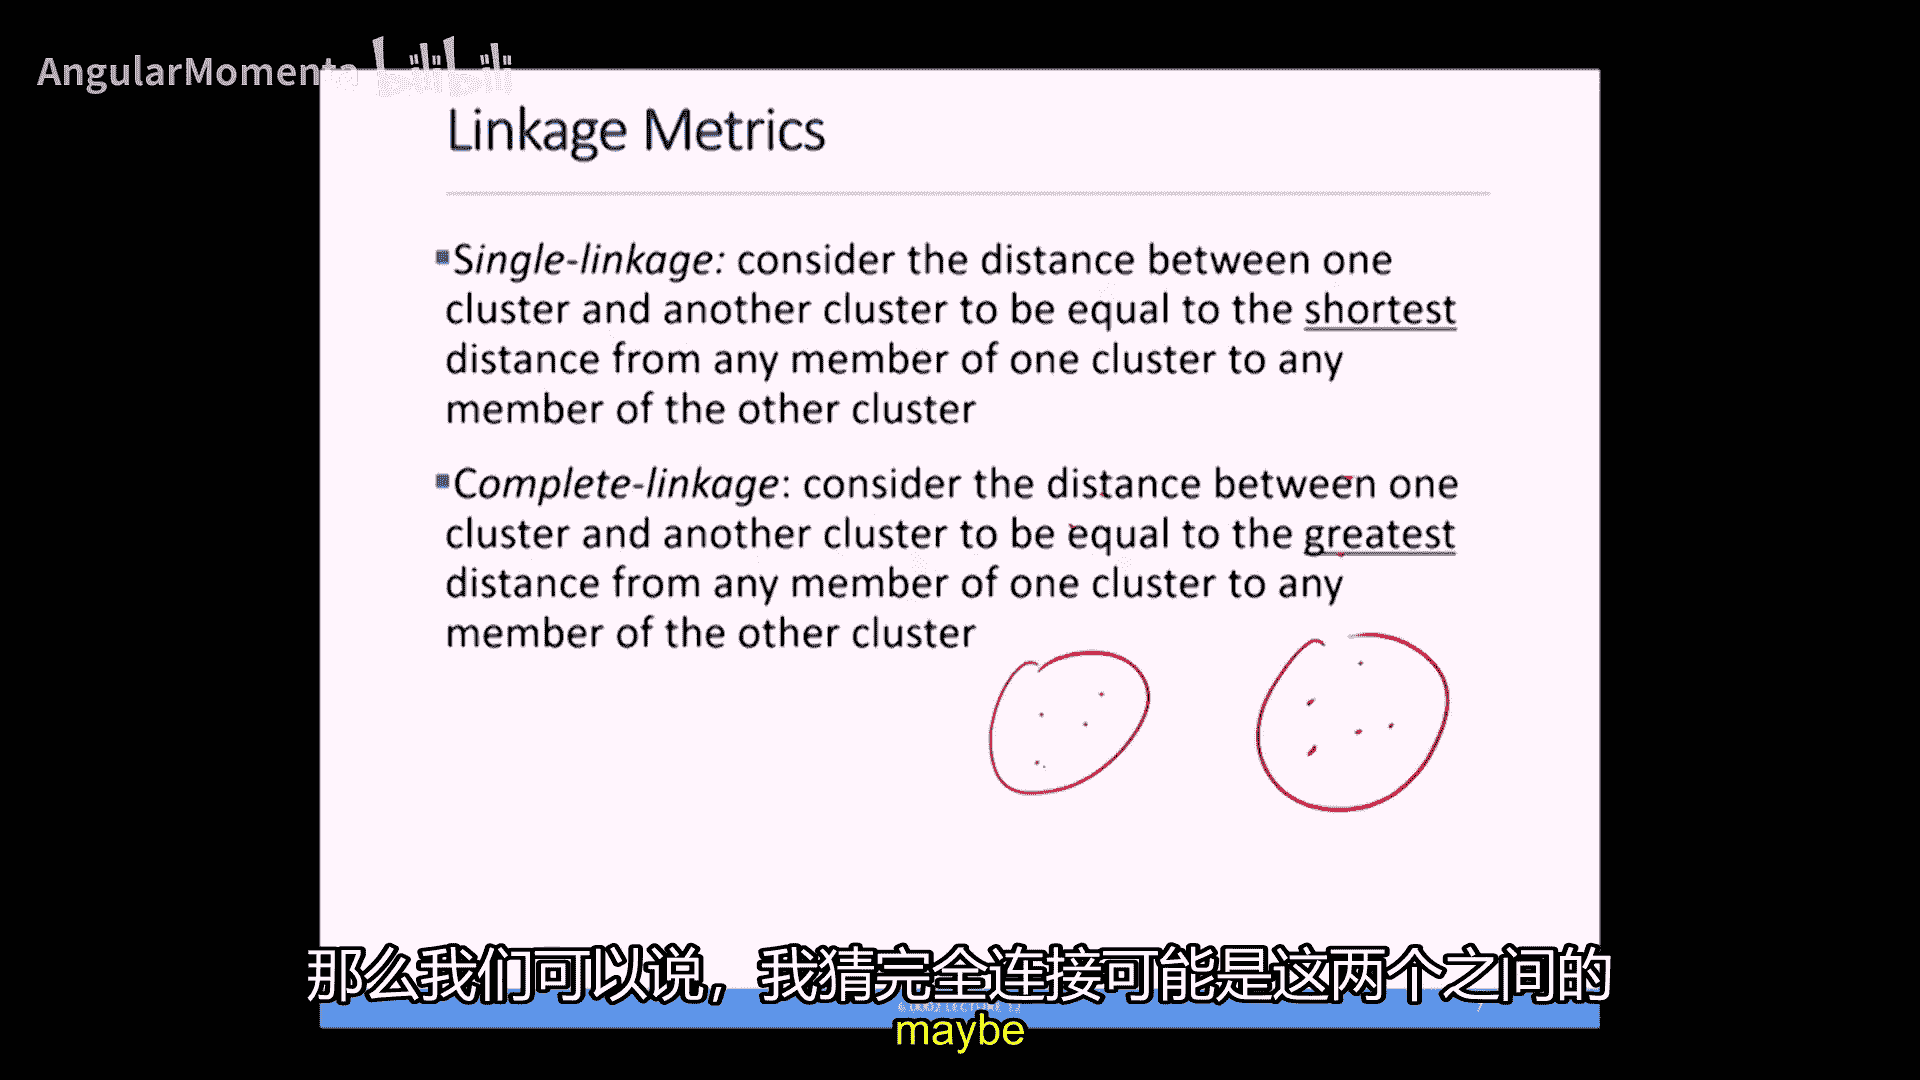 AngularMomenta bilibili
Linkage Metrics
Single-linkage: consider the distance between one
cluster and another cluster to be equal to the shortest
distance from any member of one cluster to any
member of the other cluster
Complete-linkage: consider the distance between one
cluster and another cluster to be equal to the greatest
distance from any member of one cluster to any
member of the other cluster
那么我们可以说，我猜完全连接可能是这两个之间的
maybe